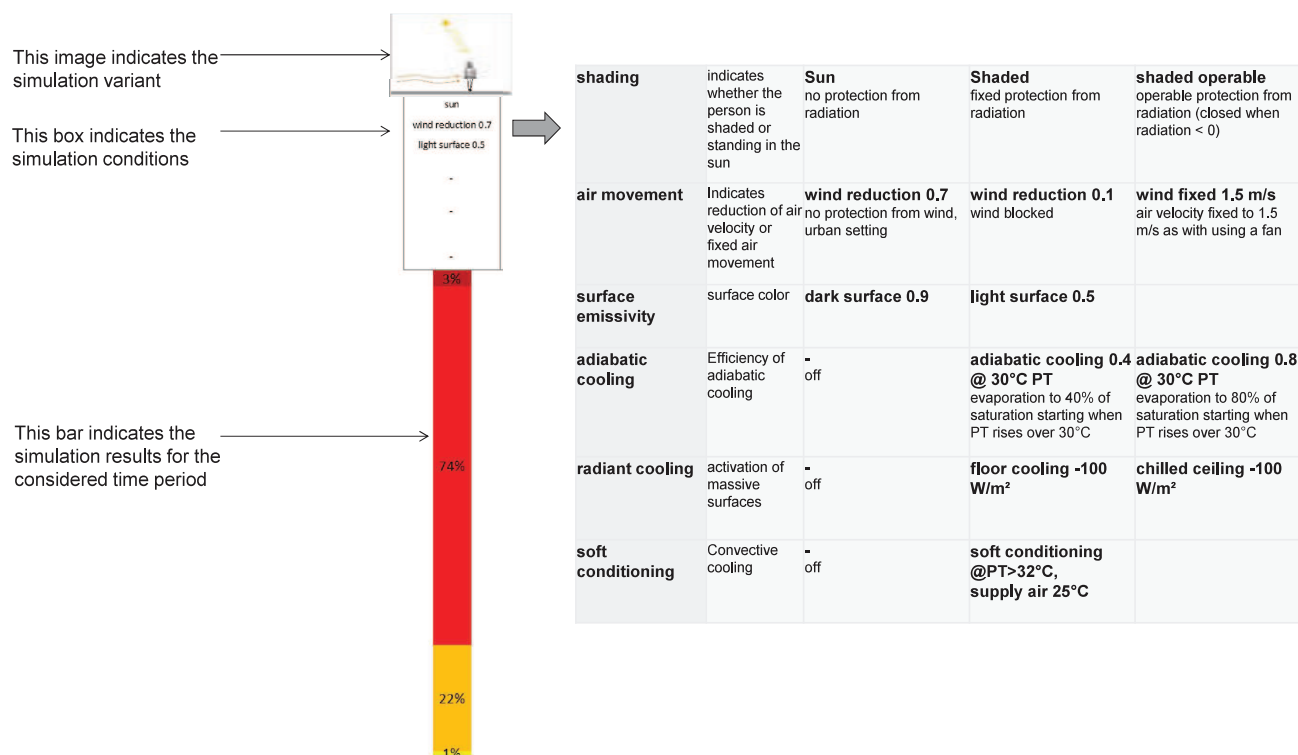 This image indicates the
simulation variant
This box indicates the
simulation conditions
This bar indicates the
simulation results for the
considered time period
sun
wind reduction 0.7
light surface 0.5
-
-
-
3%
74%
22%
1%
shading
indicates
whether the
person is
shaded or
standing in the
sun
Sun
no protection from
radiation
Shaded
fixed protection from
radiation
shaded operable
operable protection from
radiation (closed when
radiation < 0)
air movement
Indicates
reduction of air
velocity or
fixed air
movement
wind reduction 0.7
no protection from wind,
urban setting
wind reduction 0.1
wind blocked
wind fixed 1.5 m/s
air velocity fixed to 1.5
m/s as with using a fan
surface
emissivity
surface color
dark surface 0.9
light surface 0.5
adiabatic
cooling
Efficiency of
adiabatic
cooling
-
off
adiabatic cooling 0.4
@ 30°C PT
evaporation to 40% of
saturation starting when
PT rises over 30°C
adiabatic cooling 0.8
@ 30°C PT
evaporation to 80% of
saturation starting when
PT rises over 30°C
radiant cooling
activation of
massive
surfaces
-
off
floor cooling -100
W/m²
chilled ceiling -100
W/m²
soft
conditioning
Convective
cooling
-
off
soft conditioning
@PT>32°C,
supply air 25°C